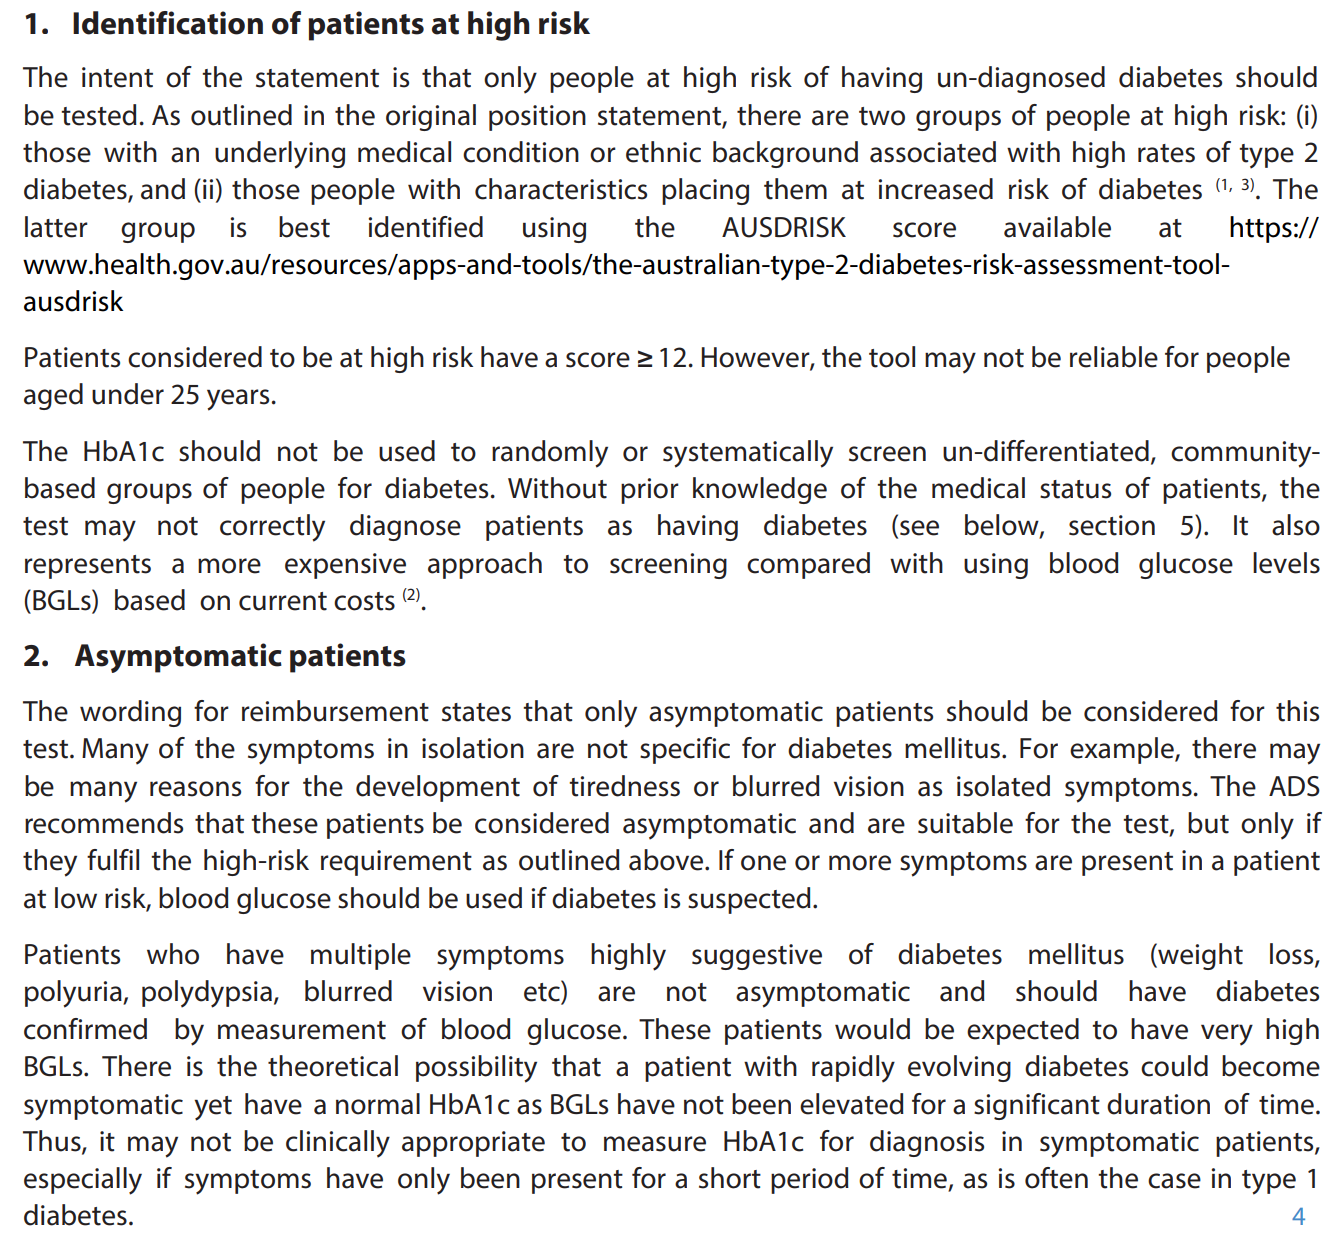 1. Identification of patients at high risk
The intent of the statement is that only people at high risk of having un-diagnosed diabetes should
be tested. As outlined in the original position statement, there are two groups of people at high risk: (i)
those with an underlying medical condition or ethnic background associated with high rates of type 2
diabetes, and (ii) those people with characteristics placing them at increased risk of diabetes (1, 3). The
latter group is best identified using the AUSDRISK score available at https://
www.health.gov.au/resources/apps-and-tools/the-australian-type-2-diabetes-risk-assessment-tool-
ausdrisk
Patients considered to be at high risk have a score ≥ 12. However, the tool may not be reliable for people
aged under 25 years.
The HbA1c should not be used to randomly or systematically screen un-differentiated, community-
based groups of people for diabetes. Without prior knowledge of the medical status of patients, the
test may not correctly diagnose patients as having diabetes (see below, section 5). It also
represents a more expensive approach to screening compared with using blood glucose levels
(BGLs) based on current costs (2).
2. Asymptomatic patients
The wording for reimbursement states that only asymptomatic patients should be considered for this
test. Many of the symptoms in isolation are not specific for diabetes mellitus. For example, there may
be many reasons for the development of tiredness or blurred vision as isolated symptoms. The ADS
recommends that these patients be considered asymptomatic and are suitable for the test, but only if
they fulfil the high-risk requirement as outlined above. If one or more symptoms are present in a patient
at low risk, blood glucose should be used if diabetes is suspected.
Patients who have multiple symptoms highly suggestive of diabetes mellitus (weight loss,
polyuria, polydypsia, blurred vision etc) are not asymptomatic and should have diabetes
confirmed by measurement of blood glucose. These patients would be expected to have very high
BGLs. There is the theoretical possibility that a patient with rapidly evolving diabetes could become
symptomatic yet have a normal HbA1c as BGLs have not been elevated for a significant duration of time.
Thus, it may not be clinically appropriate to measure HbA1c for diagnosis in symptomatic patients,
especially if symptoms have only been present for a short period of time, as is often the case in type 1
diabetes.
4